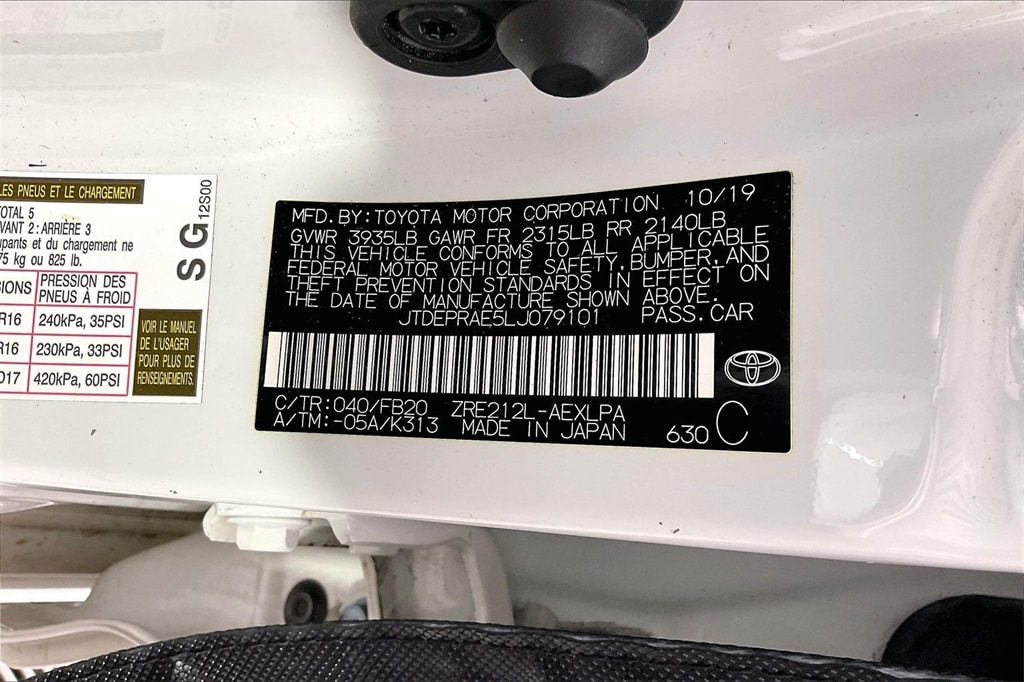 LES PNEUS ET LE CHARGEMENT
TOTAL 5
AVANT 2: ARRIÈRE 3
upants et du chargement ne
75 kg ou 825 lb.
SIONS PRESSION DES PNEUS À FROID
R16 240kPa, 35PSI
R16 230kPa, 33PSI
D17 420kPa, 60PSI
SG
12S00
VOIR LE MANUEL
DE L'USAGER
POUR PLUS DE
RENSEIGNEMENTS.
MFD. BY: TOYOTA MOTOR CORPORATION 10/19
GVWR 3935LB GAWR FR 2315LB RR 2140LB
THIS VEHICLE CONFORMS TO ALL APPLICABLE
FEDERAL MOTOR VEHICLE SAFETY, BUMPER, AND
THEFT PREVENTION STANDARDS IN EFFECT ON
THE DATE OF MANUFACTURE SHOWN ABOVE.
JTDEPRAE5LJ079101 PASS.CAR
C/TR: 040/FB20 ZRE212L-AEXLPA
A/TM: -05A/K313 MADE IN JAPAN 630 C